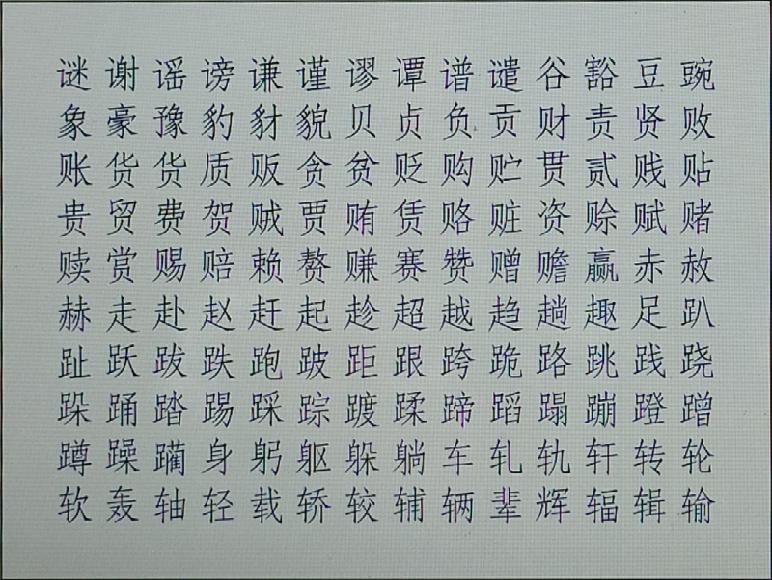 谜谢谣谤谦谨谬谭谱谴谷豁豆豌
象豪豫豹豺貌贝贞负贡财责贤败
账货货质贩贪贫贬购贮贯贰贱贴
贵贸费贺贼贾贿赁赂赃资赊赋赌
赎赏赐赔赖赘赚赛赞赠赡赢赤赦
赫走赴赵赶起趁超越趋趟趣足趴
趾跃跋跌跑跛距跟跨跪路跳践跷
跺踊踏踢踩踪踱蹂蹄蹈蹋蹦蹬蹭
蹲躁躏身躬躯躲躺车轧轨轩转轮
软轰轴轻载轿较辅辆辈辉辐辑输